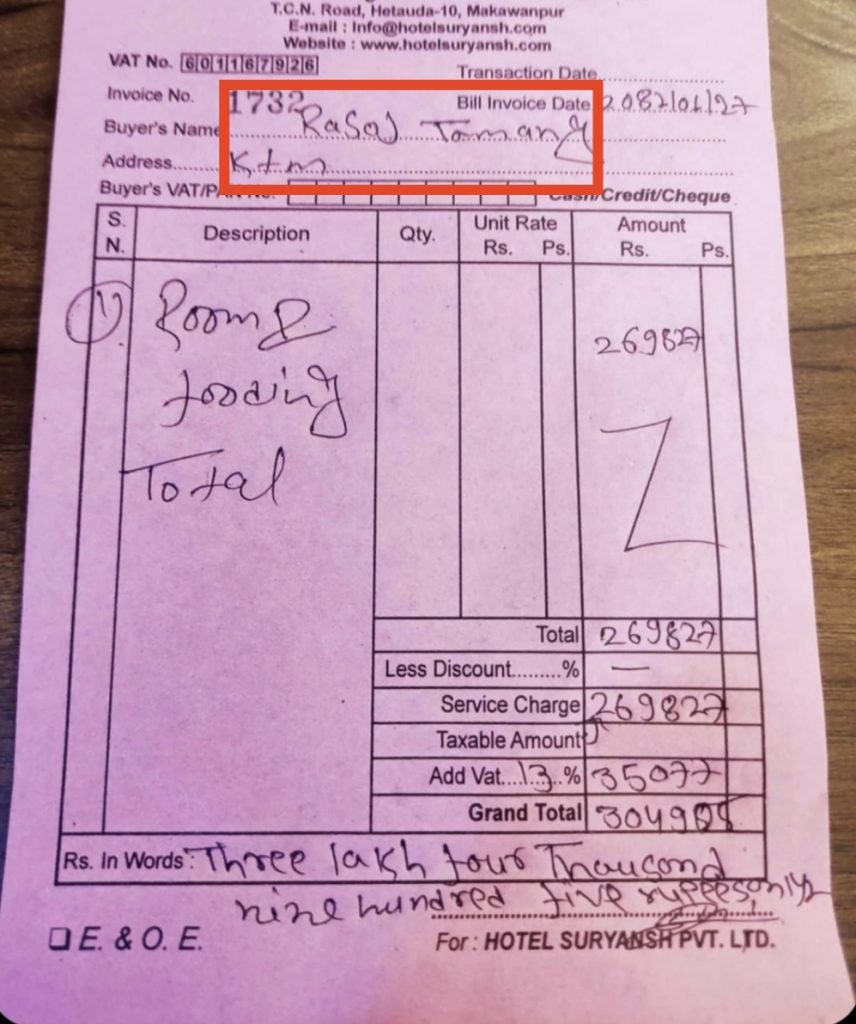 T.C.N. Road, Hetauda-10, Makawanpur
E-mail : Info@hotelsuryansh.com
Website : www.hotelsuryansh.com
VAT No. 601167926
Transaction Date
Invoice No. 1732 Bill Invoice Date 2082/01/27
Buyer's Name Rasaj Tamang
Address Ktm
Buyer's VAT/PAN No. Cash/Credit/Cheque
S. N. Description Qty. Unit Rate Rs. Ps. Amount Rs. Ps.
1) Room & 269827
fooding
Total
Total 269827
Less Discount.........% —
Service Charge 269827
Taxable Amount
Add Vat....13..% 35077
Grand Total 304905
Rs. In Words : Three lakh four Thousand
nine hundred five rupees only
E. & O. E.
For : HOTEL SURYANSH PVT. LTD.